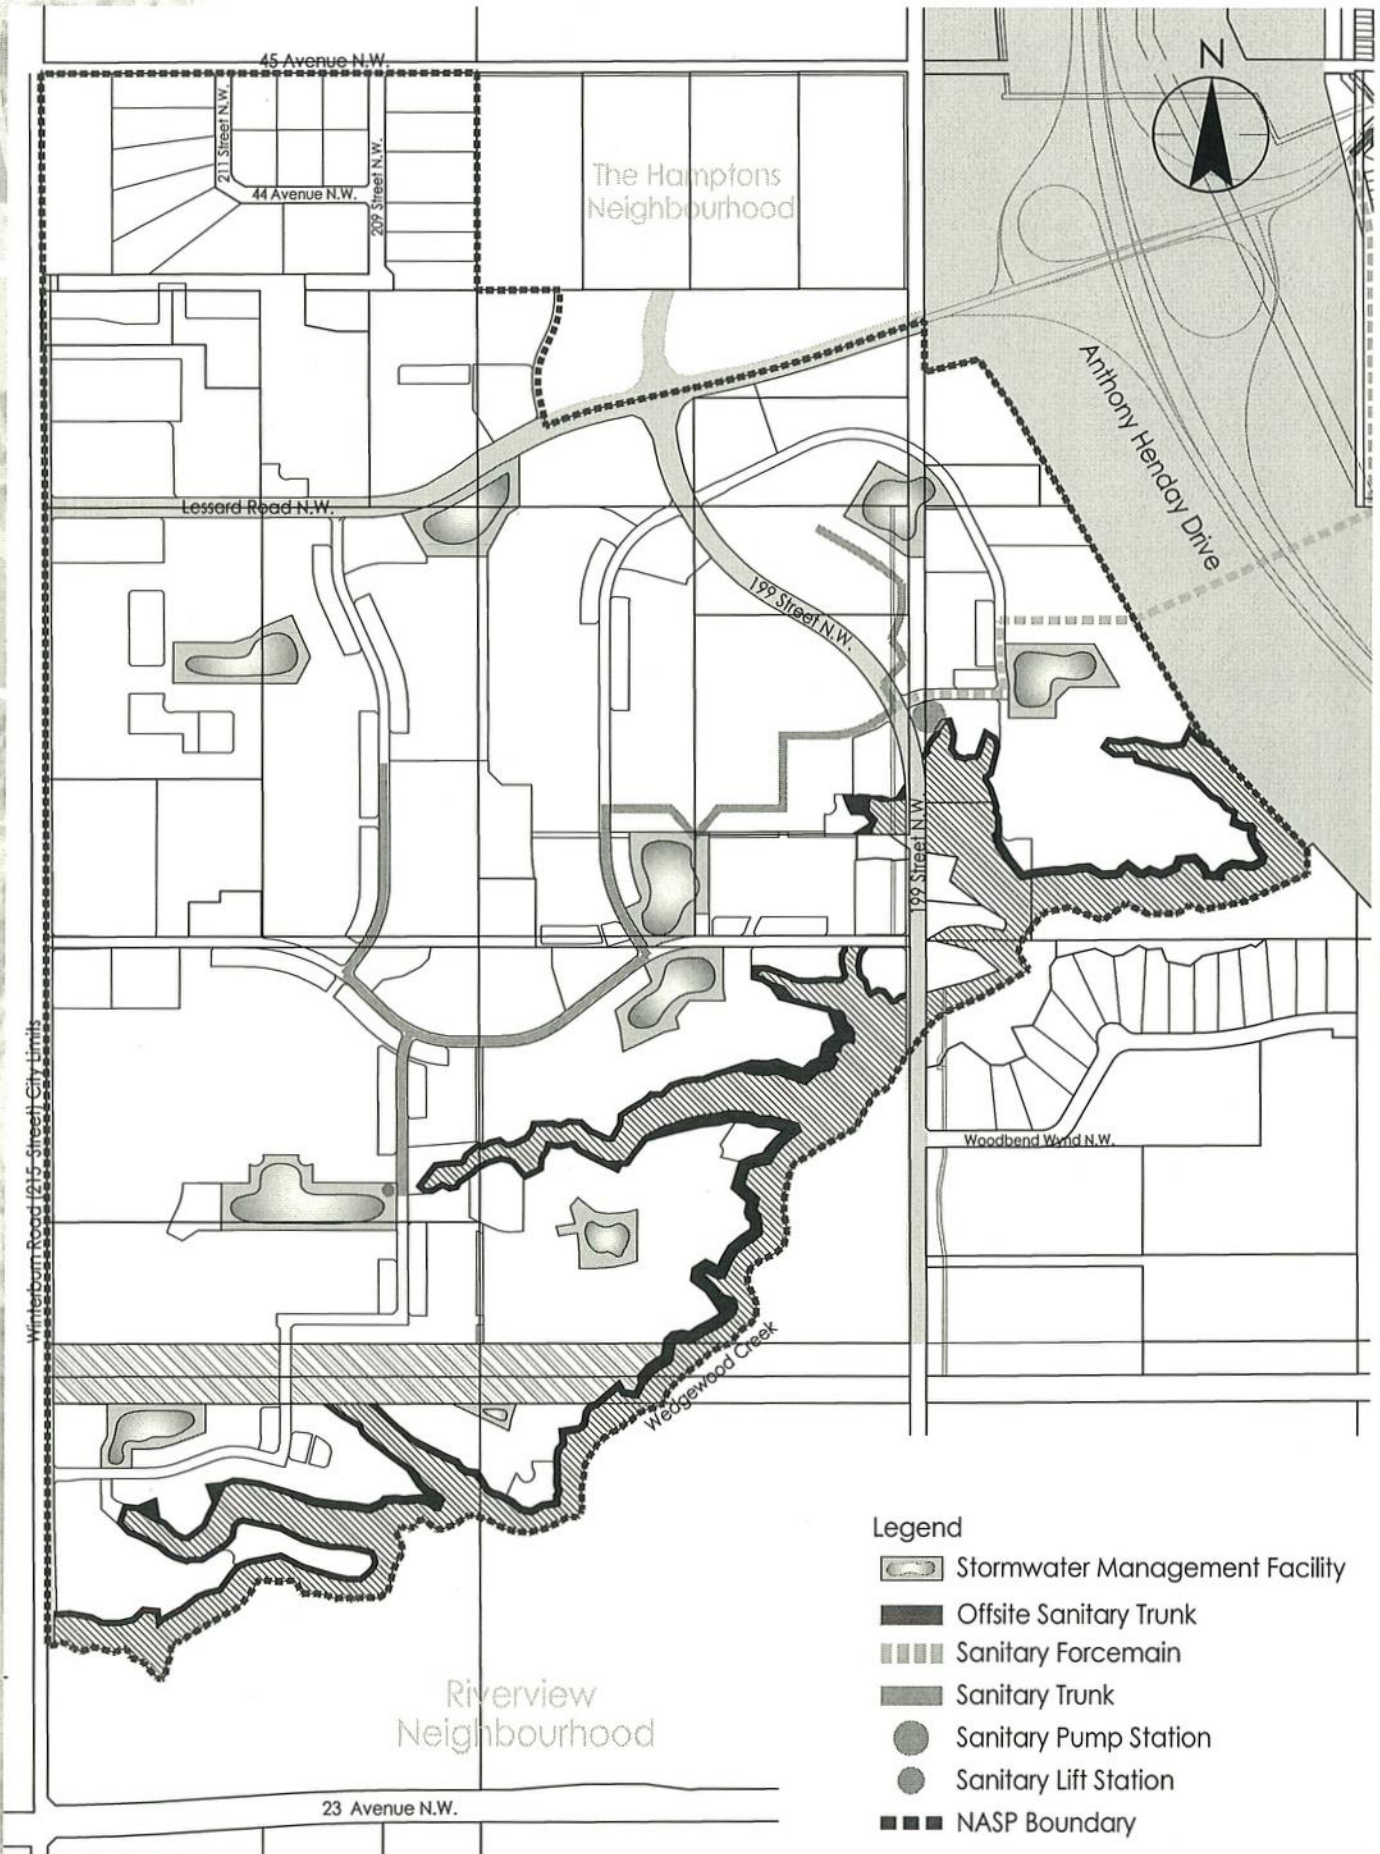 45 Avenue N.W.
N
211 Street N.W.
209 Street N.W.
44 Avenue N.W.
The Hamptons
Neighbourhood
Anthony Henday Drive
Lessard Road N.W.
199 Street N.W.
199 Street N.W.
Winterburn Road (215 Street) City Limits
Woodbend Wynd N.W.
Wedgewood Creek
Riverview
Neighbourhood
23 Avenue N.W.
Legend
Stormwater Management Facility
Offsite Sanitary Trunk
Sanitary Forcemain
Sanitary Trunk
Sanitary Pump Station
Sanitary Lift Station
NASP Boundary